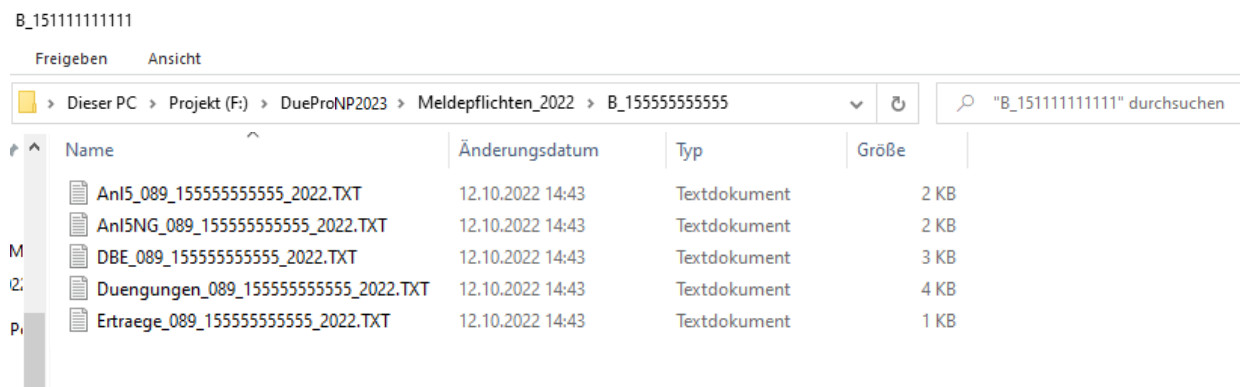 B_151111111111
Freigeben Ansicht
Dieser PC > Projekt (F:) > DueProNP2023 > Meldepflichten_2022 > B_155555555555 "B_151111111111" durchsuchen
Name Änderungsdatum Typ Größe
Anl5_089_155555555555_2022.TXT 12.10.2022 14:43 Textdokument 2 KB
Anl5NG_089_155555555555_2022.TXT 12.10.2022 14:43 Textdokument 2 KB
DBE_089_155555555555_2022.TXT 12.10.2022 14:43 Textdokument 3 KB
Duengungen_089_155555555555_2022.TXT 12.10.2022 14:43 Textdokument 4 KB
Ertraege_089_155555555555_2022.TXT 12.10.2022 14:43 Textdokument 1 KB